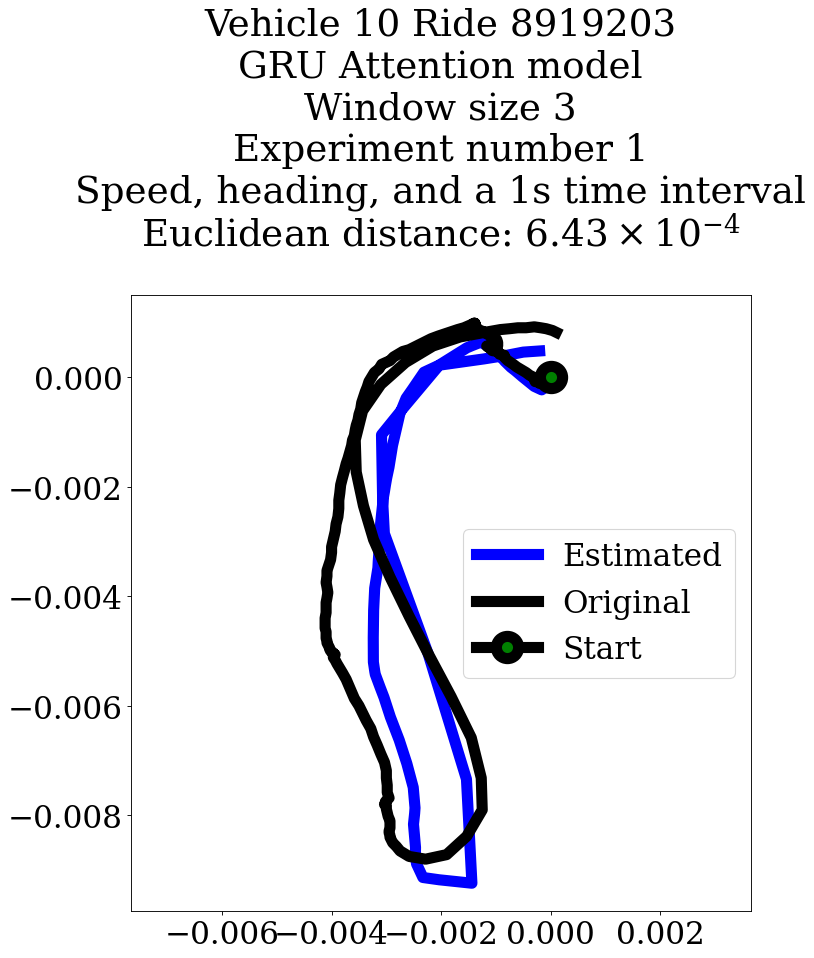 Vehicle 10 Ride 8919203
GRU Attention model
Window size 3
Experiment number 1
Speed, heading, and a 1s time interval
Euclidean distance: 6.43 × 10⁻⁴
0.000
−0.002
−0.004
−0.006
−0.008
Estimated
Original
Start
−0.006 −0.004 −0.002 0.000 0.002